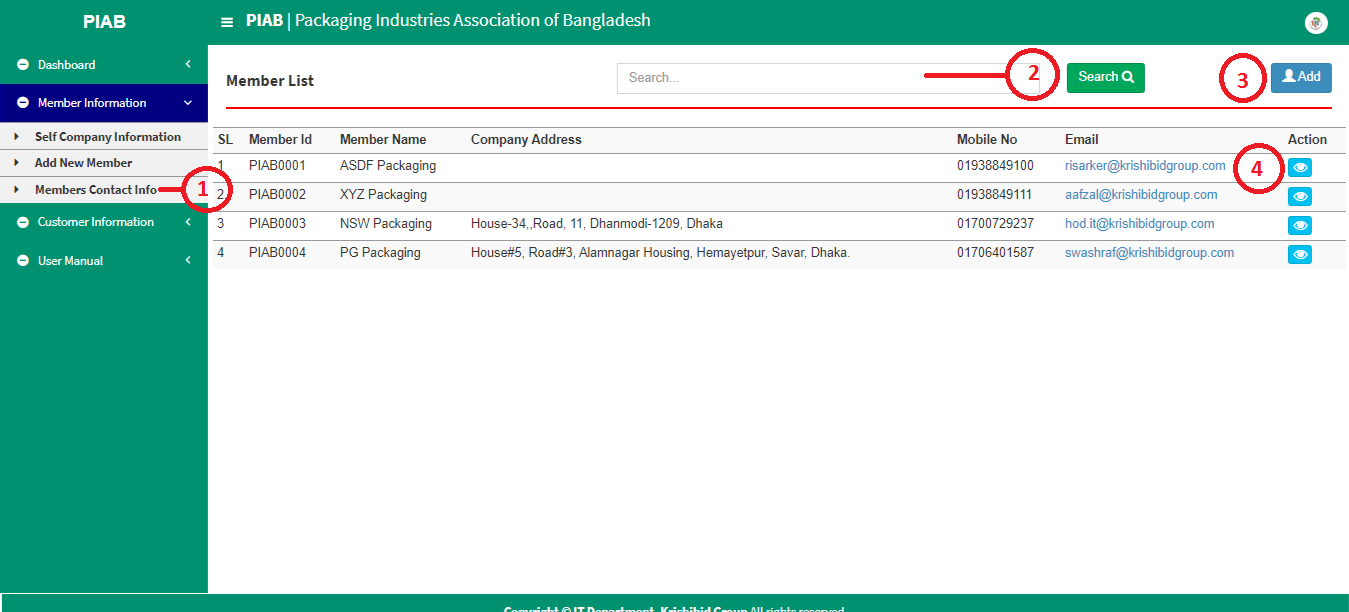 PIAB
PIAB | Packaging Industries Association of Bangladesh
Dashboard
Member Information
Self Company Information
Add New Member
Members Contact Info
1
Customer Information
User Manual
Member List
Search...
2
Search
3
Add
SL Member Id Member Name Company Address Mobile No Email Action
1 PIAB0001 ASDF Packaging 01938849100 risarker@krishibidgroup.com 4
2 PIAB0002 XYZ Packaging 01938849111 aafzal@krishibidgroup.com
3 PIAB0003 NSW Packaging House-34,,Road, 11, Dhanmodi-1209, Dhaka 01700729237 hod.it@krishibidgroup.com
4 PIAB0004 PG Packaging House#5, Road#3, Alamnagar Housing, Hemayetpur, Savar, Dhaka. 01706401587 swashraf@krishibidgroup.com
Copyright © IT Department, Krishibid Group All rights reserved